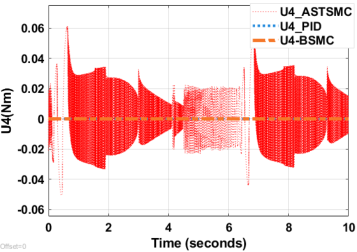 U4_ASTSMC
U4_PID
U4-BSMC
0.06
0.04
0.02
0
-0.02
-0.04
-0.06
U4(Nm)
0 2 4 6 8 10
Time (seconds)
Offset=0